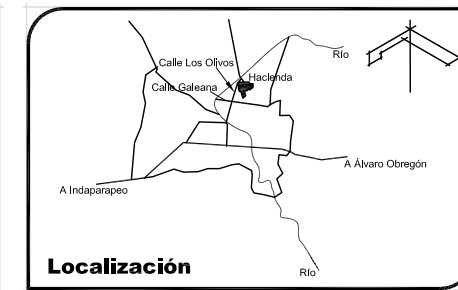 Río
Calle Los Olivos
Hacienda
Calle Galeana
A Álvaro Obregón
A Indaparapeo
Localización
Río